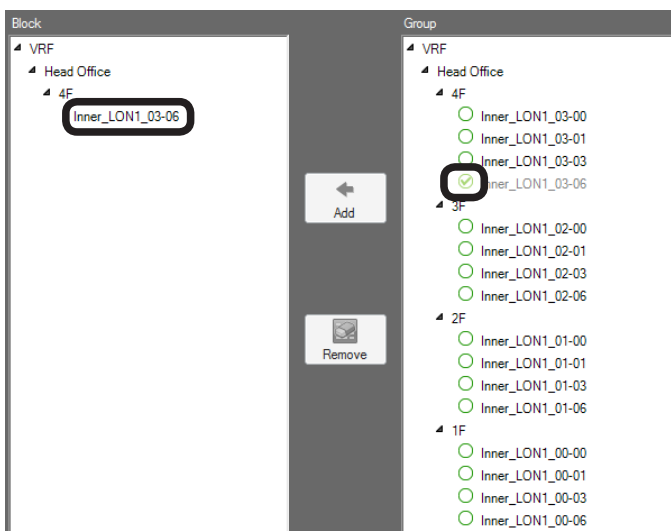 Block
VRF
Head Office
4F
Inner_LON1_03-06
Add
Remove
Group
VRF
Head Office
4F
Inner_LON1_03-00
Inner_LON1_03-01
Inner_LON1_03-03
Inner_LON1_03-06
3F
Inner_LON1_02-00
Inner_LON1_02-01
Inner_LON1_02-03
Inner_LON1_02-06
2F
Inner_LON1_01-00
Inner_LON1_01-01
Inner_LON1_01-03
Inner_LON1_01-06
1F
Inner_LON1_00-00
Inner_LON1_00-01
Inner_LON1_00-03
Inner_LON1_00-06